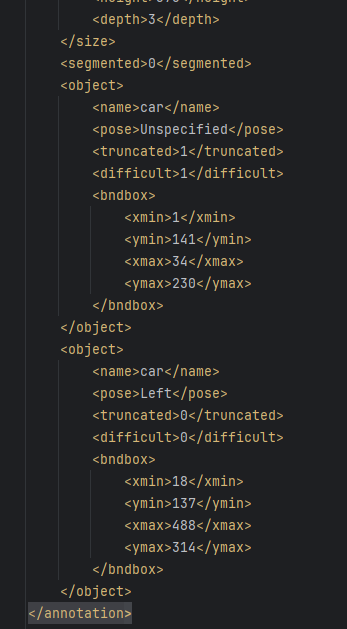 <depth>3</depth>
</size>
<segmented>0</segmented>
<object>
<name>car</name>
<pose>Unspecified</pose>
<truncated>1</truncated>
<difficult>1</difficult>
<bndbox>
<xmin>1</xmin>
<ymin>141</ymin>
<xmax>34</xmax>
<ymax>230</ymax>
</bndbox>
</object>
<object>
<name>car</name>
<pose>Left</pose>
<truncated>0</truncated>
<difficult>0</difficult>
<bndbox>
<xmin>18</xmin>
<ymin>137</ymin>
<xmax>488</xmax>
<ymax>314</ymax>
</bndbox>
</object>
</annotation>